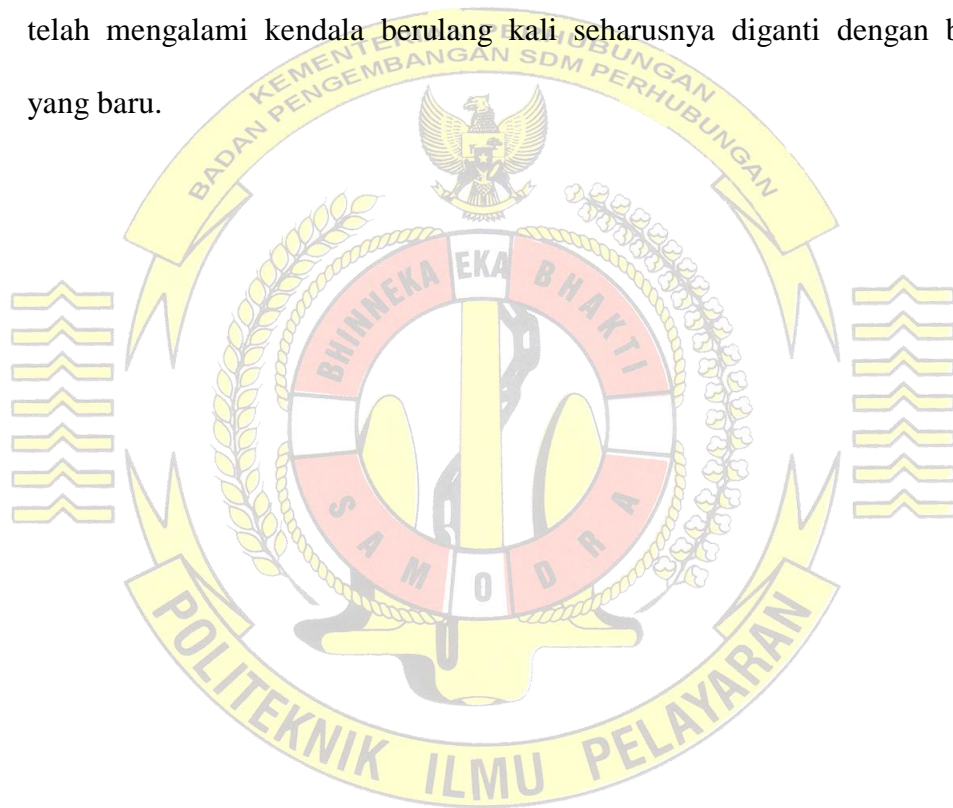 telah mengalami kendala berulang kali seharusnya diganti dengan
yang baru.
KEMENTERIAN PERHUBUNGAN
BADAN PENGEMBANGAN SDM PERHUBUNGAN
BHINNEKA EKA BHAKTI
SAMODRA
POLITEKNIK ILMU PELAYARAN